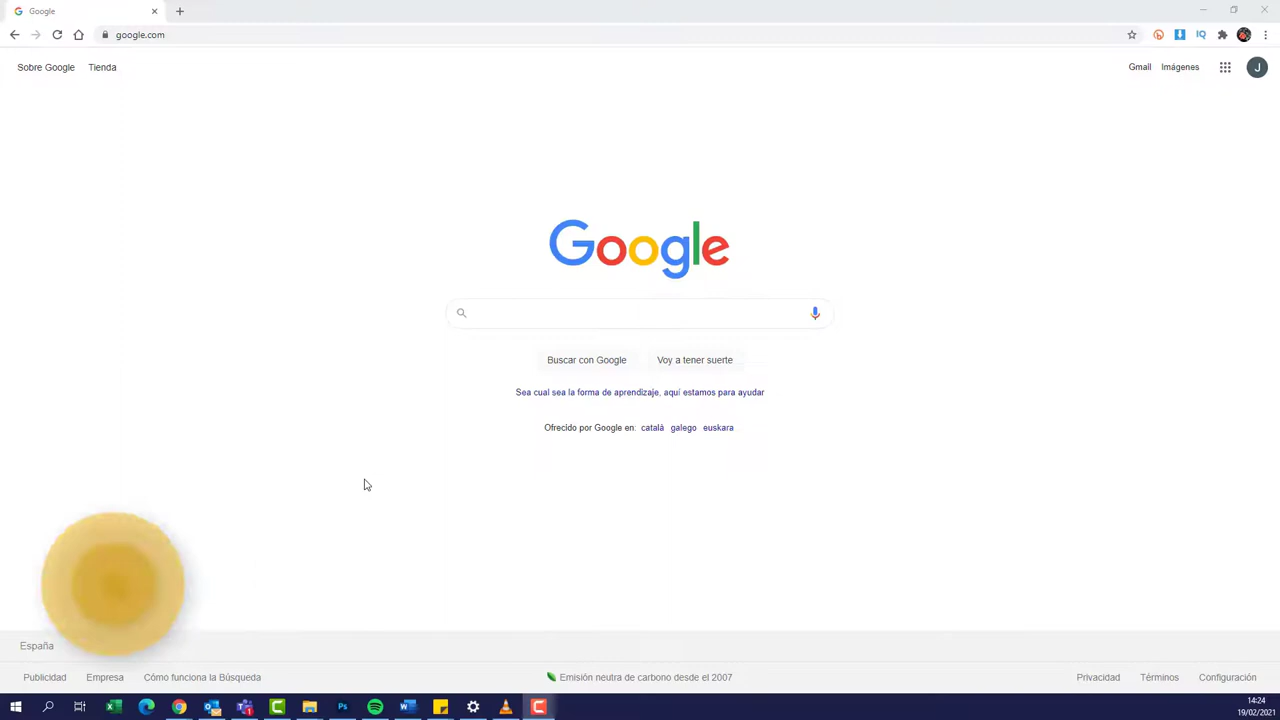 Google
google.com
Sobre Google Tienda
Gmail Imágenes J
Google
Buscar con Google Voy a tener suerte
Sea cual sea la forma de aprendizaje, aquí estamos para ayudar
Ofrecido por Google en: català galego euskara
España
Publicidad Empresa Cómo funciona la Búsqueda
Emisión neutra de carbono desde el 2007
Privacidad Términos Configuración
14:24
19/02/2021